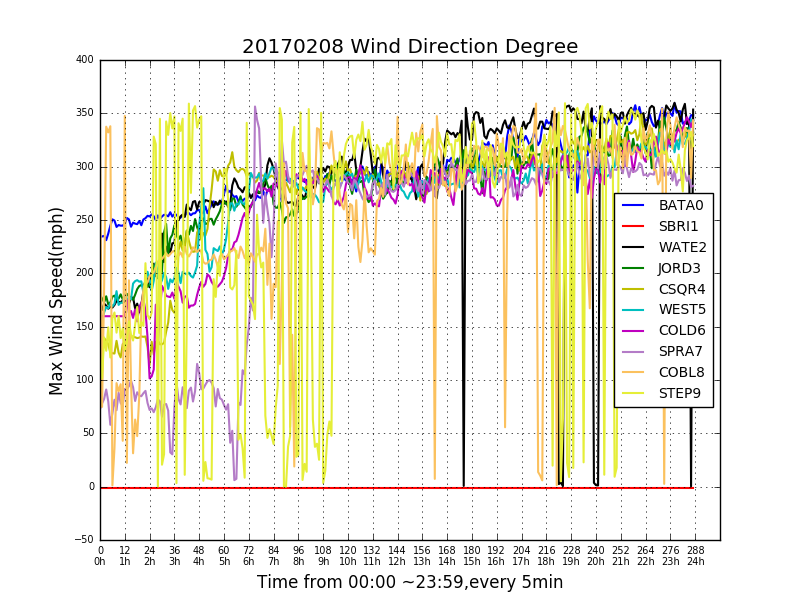 20170208 Wind Direction Degree
Max Wind Speed(mph)
400
350
300
250
200
150
100
50
0
−50
BATA0
SBRI1
WATE2
JORD3
CSQR4
WEST5
COLD6
SPRA7
COBL8
STEP9
0 12 24 36 48 60 72 84 96 108 120 132 144 156 168 180 192 204 216 228 240 252 264 276 288
0h 1h 2h 3h 4h 5h 6h 7h 8h 9h 10h 11h 12h 13h 14h 15h 16h 17h 18h 19h 20h 21h 22h 23h 24h
Time from 00:00 ~23:59,every 5min